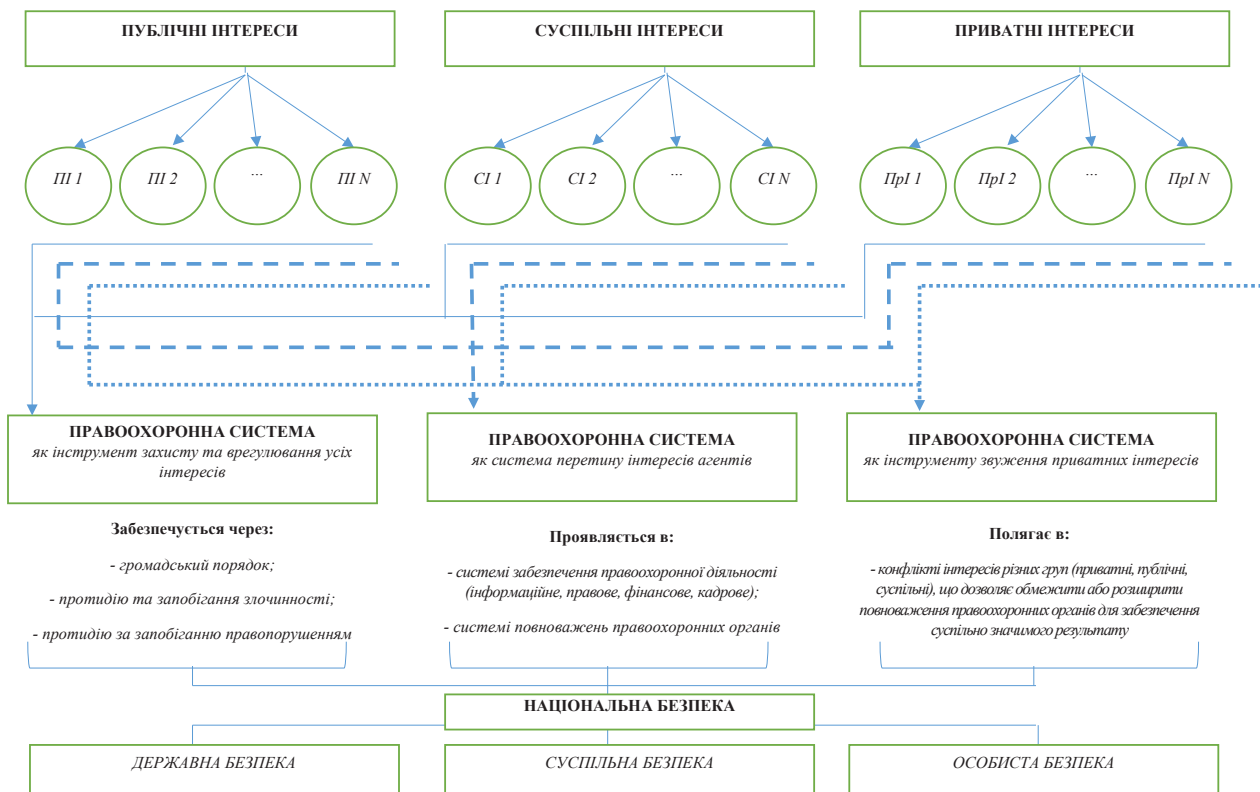 ПУБЛІЧНІ ІНТЕРЕСИ
СУСПІЛЬНІ ІНТЕРЕСИ
ПРИВАТНІ ІНТЕРЕСИ
ПІ 1
ПІ 2
...
ПІ N
СІ 1
СІ 2
...
СІ N
ПрІ 1
ПрІ 2
...
ПрІ N
ПРАВООХОРОННА СИСТЕМА
як інструмент захисту та врегулювання усіх
інтересів
ПРАВООХОРОННА СИСТЕМА
як система перетину інтересів агентів
ПРАВООХОРОННА СИСТЕМА
як інструменту звуження приватних інтересів
Забезпечується через:
- громадський порядок;
- протидію та запобігання злочинності;
- протидію за запобіганню правопорушенням
Проявляється в:
- системі забезпечення правоохоронної діяльності
(інформаційне, правове, фінансове, кадрове);
- системі повноважень правоохоронних органів
Полягає в:
- конфлікті інтересів різних груп (приватні, публічні,
суспільні), що дозволяє обмежити або розширити
повноваження правоохоронних органів для забезпечення
суспільно значимого результату
НАЦІОНАЛЬНА БЕЗПЕКА
ДЕРЖАВНА БЕЗПЕКА
СУСПІЛЬНА БЕЗПЕКА
ОСОБИСТА БЕЗПЕКА